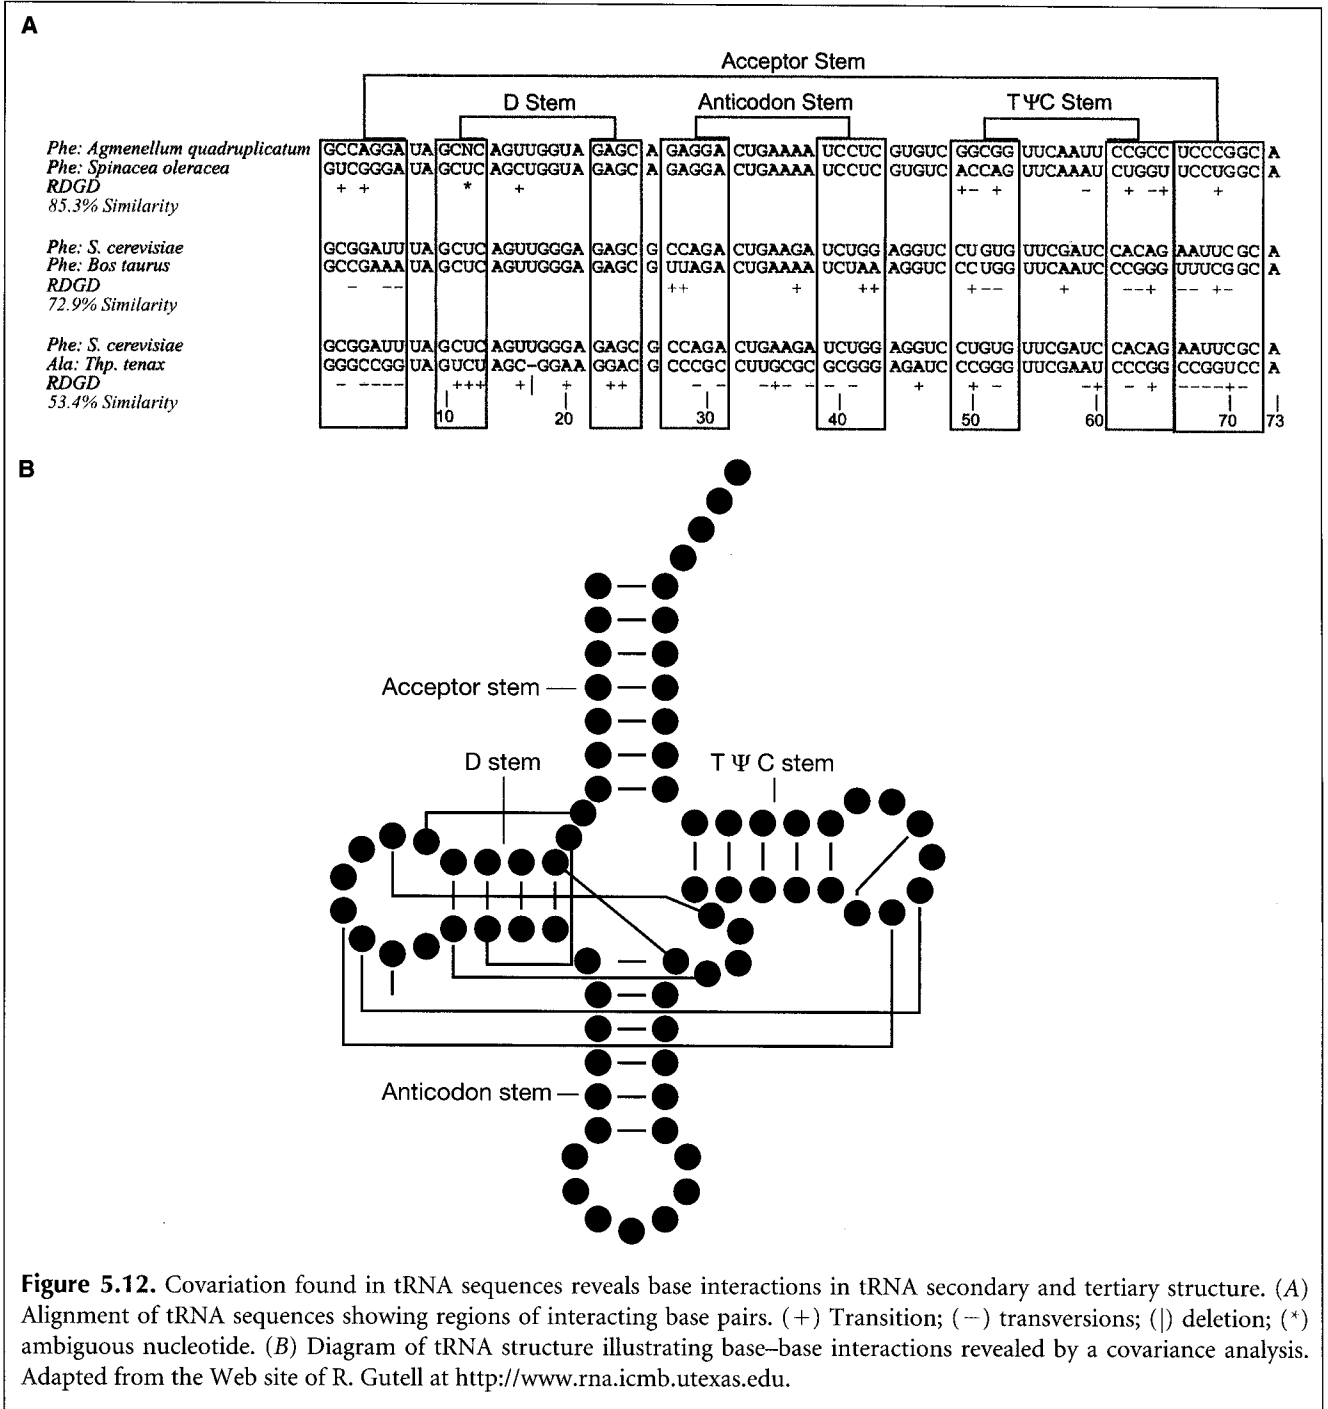 A
Acceptor Stem
D Stem Anticodon Stem TΨC Stem
Phe: Agmenellum quadruplicatum GCCAGGA UA GCNC AGUUGGUA GAGC A GAGGA CUGAAAA UCCUC GUGUC GGCGG UUCAAUU CCGCC UCCCGGC A
Phe: Spinacea oleracea GUCGGGA UA GCUC AGCUGGUA GAGC A GAGGA CUGAAAA UCCUC GUGUC ACCAG UUCAAAU CUGGU UCCUGGC A
RDGD + + * + +- + - + -+ +
85.3% Similarity
Phe: S. cerevisiae GCGGAUU UA GCUC AGUUGGGA GAGC G CCAGA CUGAAGA UCUGG AGGUC CUGUG UUCGAUC CACAG AAUUCGC A
Phe: Bos taurus GCCGAAA UA GCUC AGUUGGGA GAGC G UUAGA CUGAAAA UCUAA AGGUC CCUGG UUCAAUC CCGGG UUUCGGC A
RDGD - -- ++ + ++ +-- + --+ -- +-
72.9% Similarity
Phe: S. cerevisiae GCGGAUU UA GCUC AGUUGGGA GAGC G CCAGA CUGAAGA UCUGG AGGUC CUGUG UUCGAUC CACAG AAUUCGC A
Ala: Thp. tenax GGGCCGG UA GUCU AGC-GGAA GGAC G CCCGC CUUGCGC GCGGG AGAUC CCGGG UUCGAAU CCCGG CCGGUCC A
RDGD - ---- +++ + | + ++ - - -+- - --- + + - -+ - + -----+-
53.4% Similarity
10 20 30 40 50 60 70 73
B
Acceptor stem
D stem T Ψ C stem
Anticodon stem
Figure 5.12. Covariation found in tRNA sequences reveals base interactions in tRNA secondary and tertiary structure. (A)
Alignment of tRNA sequences showing regions of interacting base pairs. (+) Transition; (−) transversions; (|) deletion; (*)
ambiguous nucleotide. (B) Diagram of tRNA structure illustrating base–base interactions revealed by a covariance analysis.
Adapted from the Web site of R. Gutell at http://www.rna.icmb.utexas.edu.